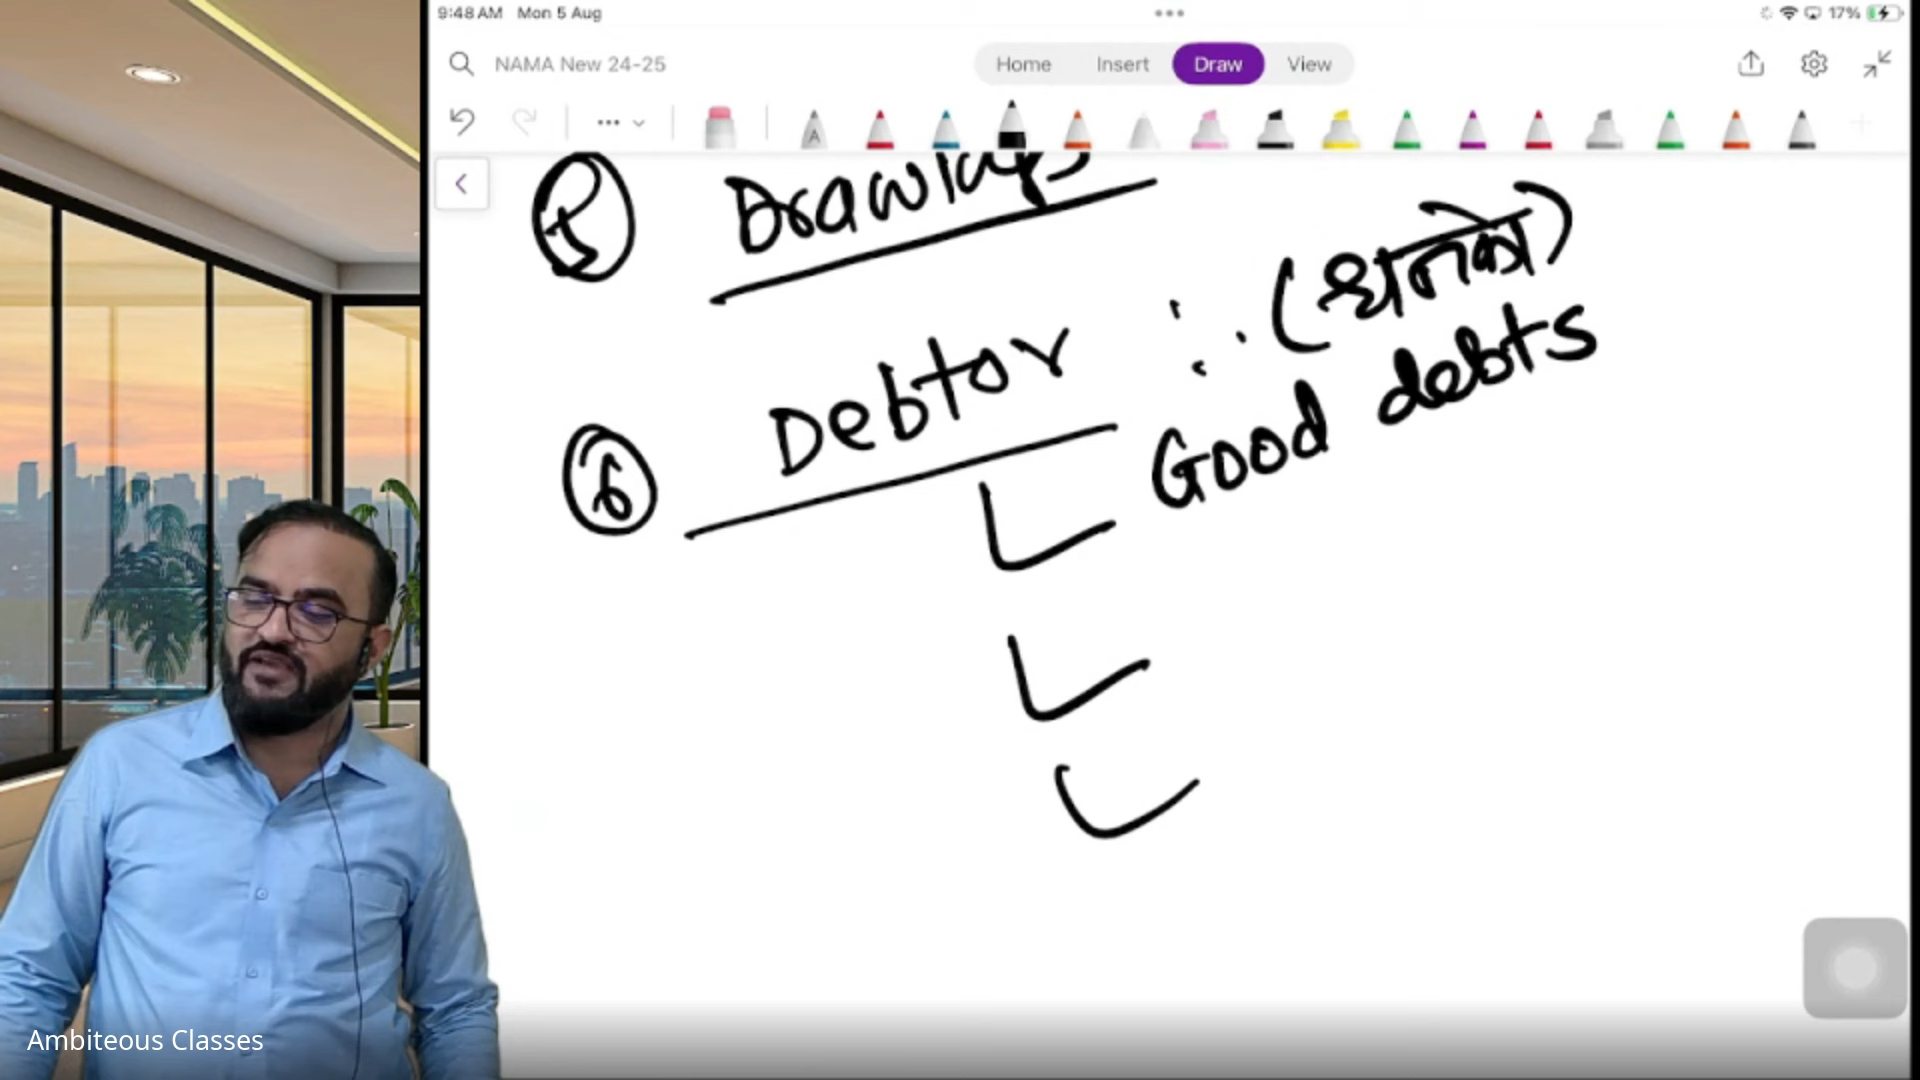 9:48 AM Mon 5 Aug
17%
NAMA New 24-25
Home Insert Draw View
A
5 Drawings
6 Debtor : (धनको)
Good debts
Ambiteous Classes